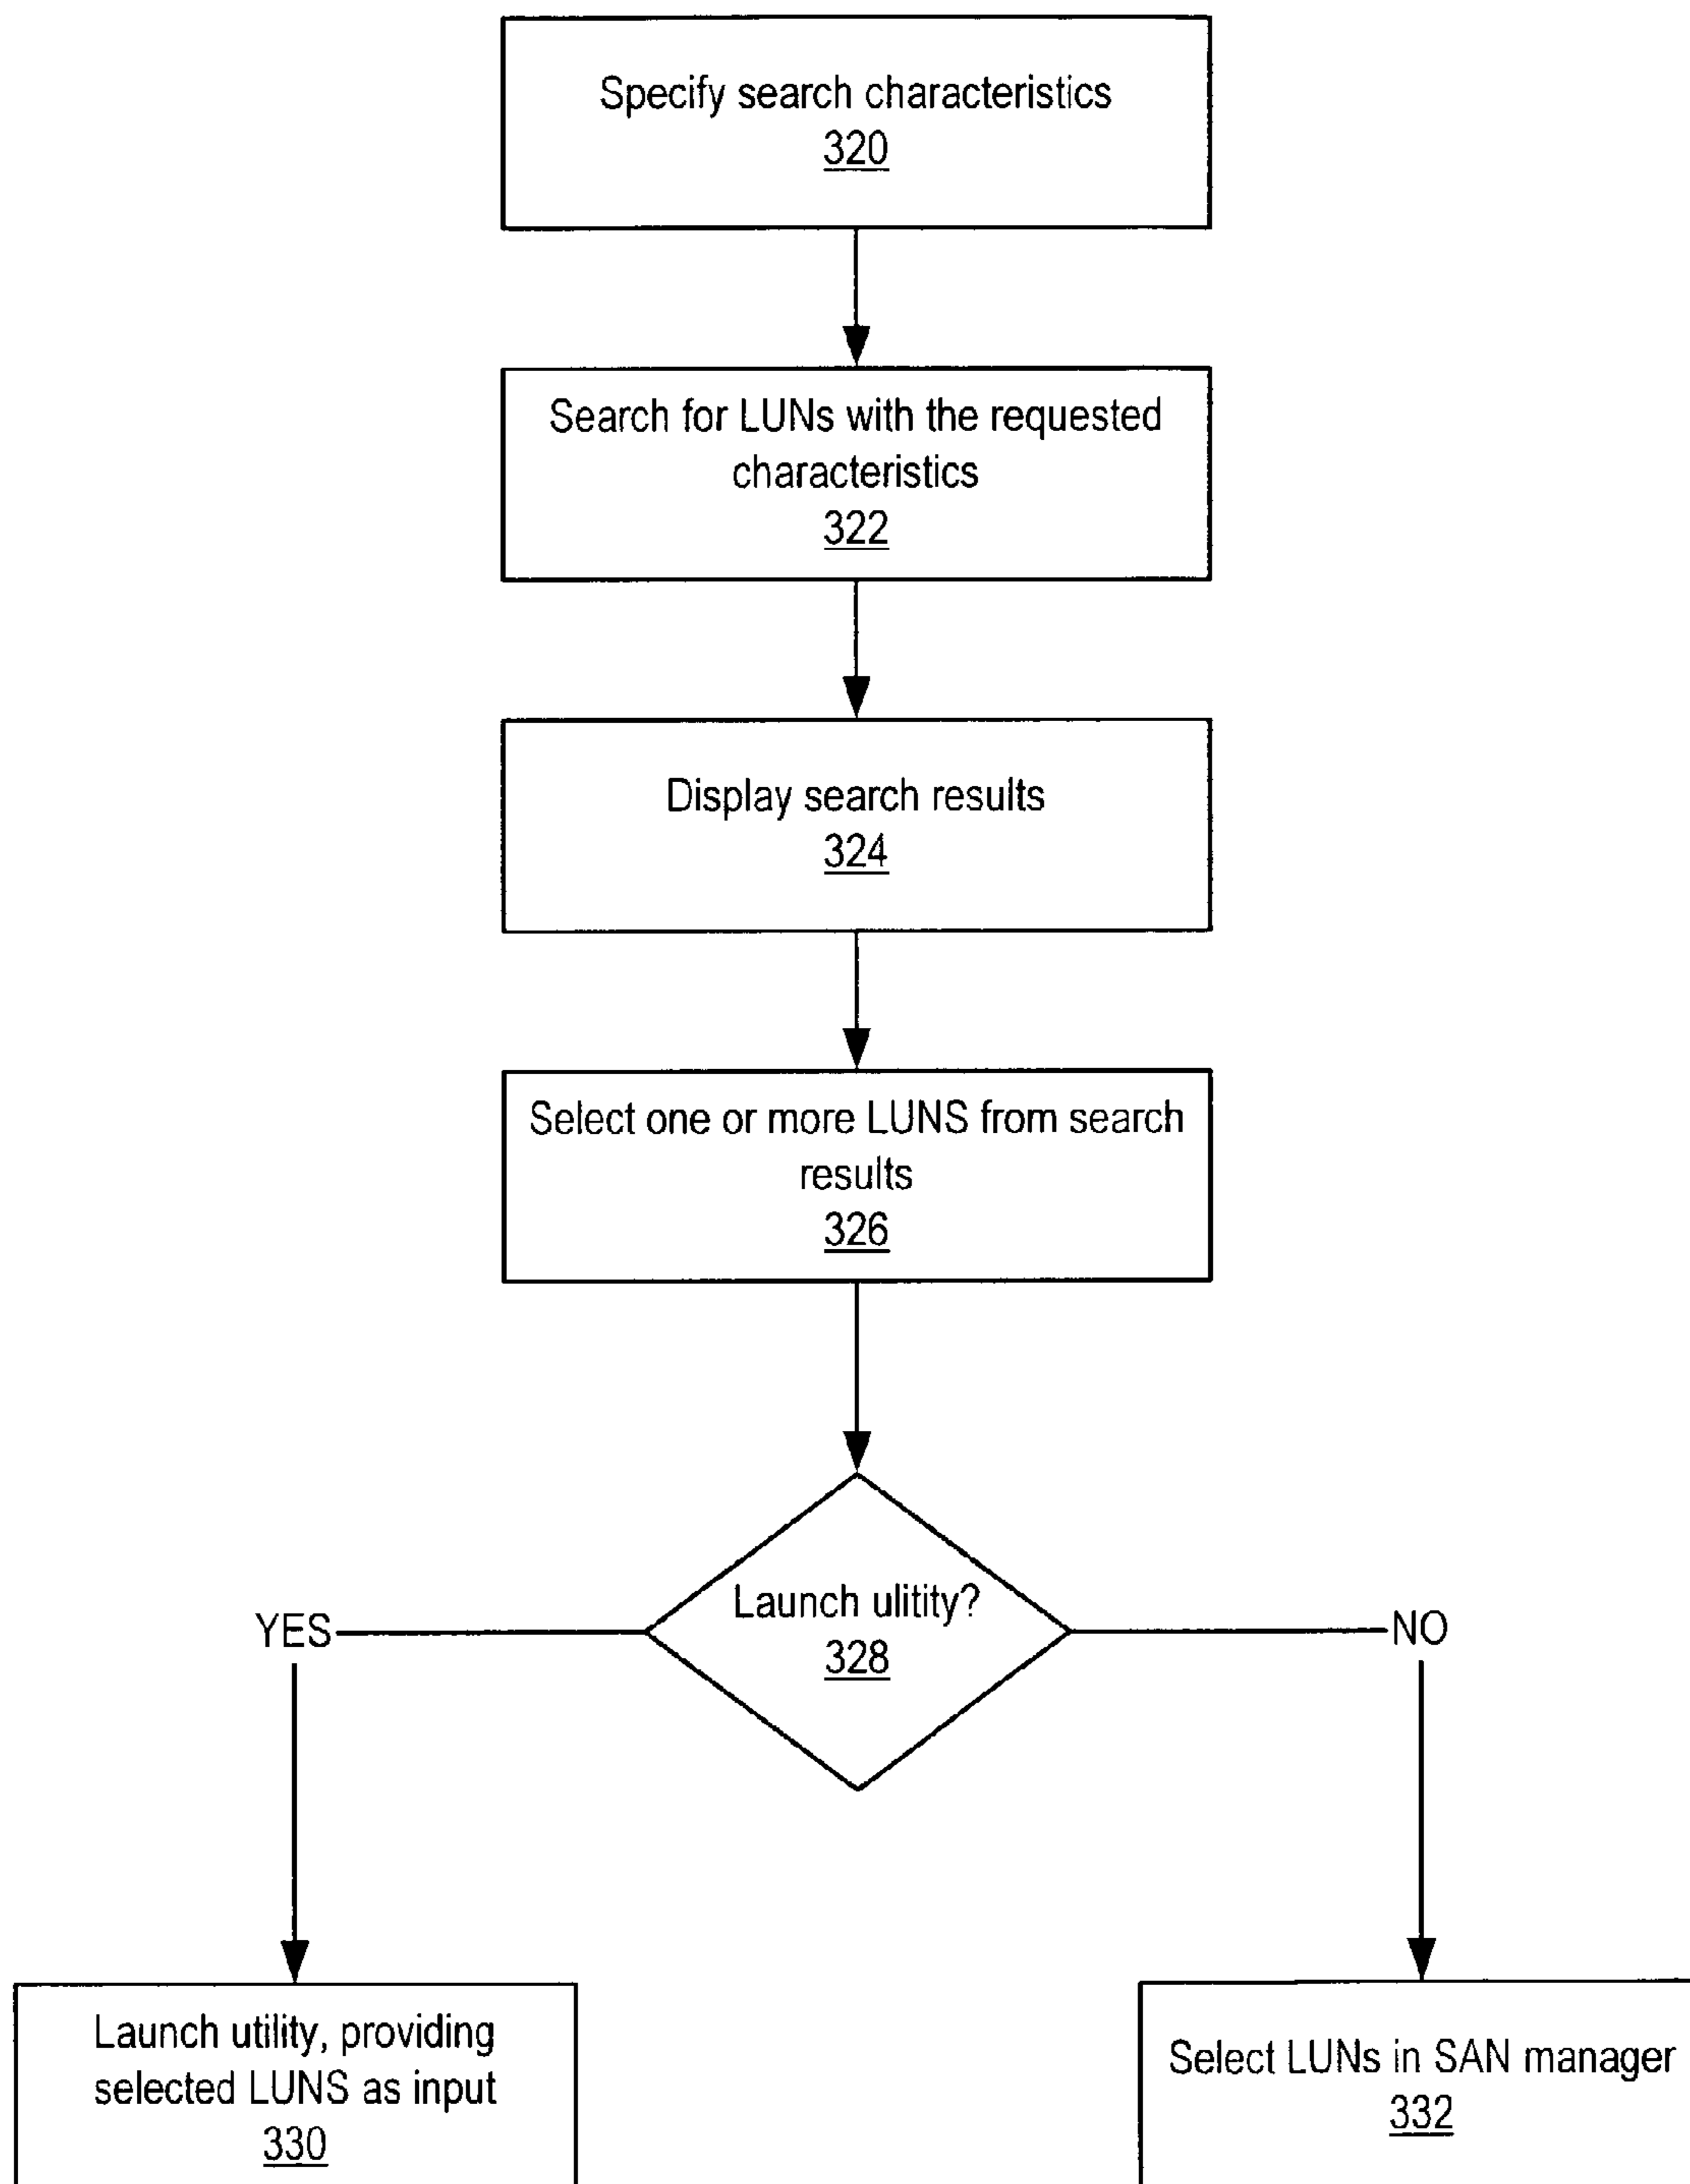 Specify search characteristics
320
Search for LUNs with the requested
characteristics
322
Display search results
324
Select one or more LUNS from search
results
326
Launch ulitity?
328
YES
NO
Launch utility, providing
selected LUNS as input
330
Select LUNs in SAN manager
332